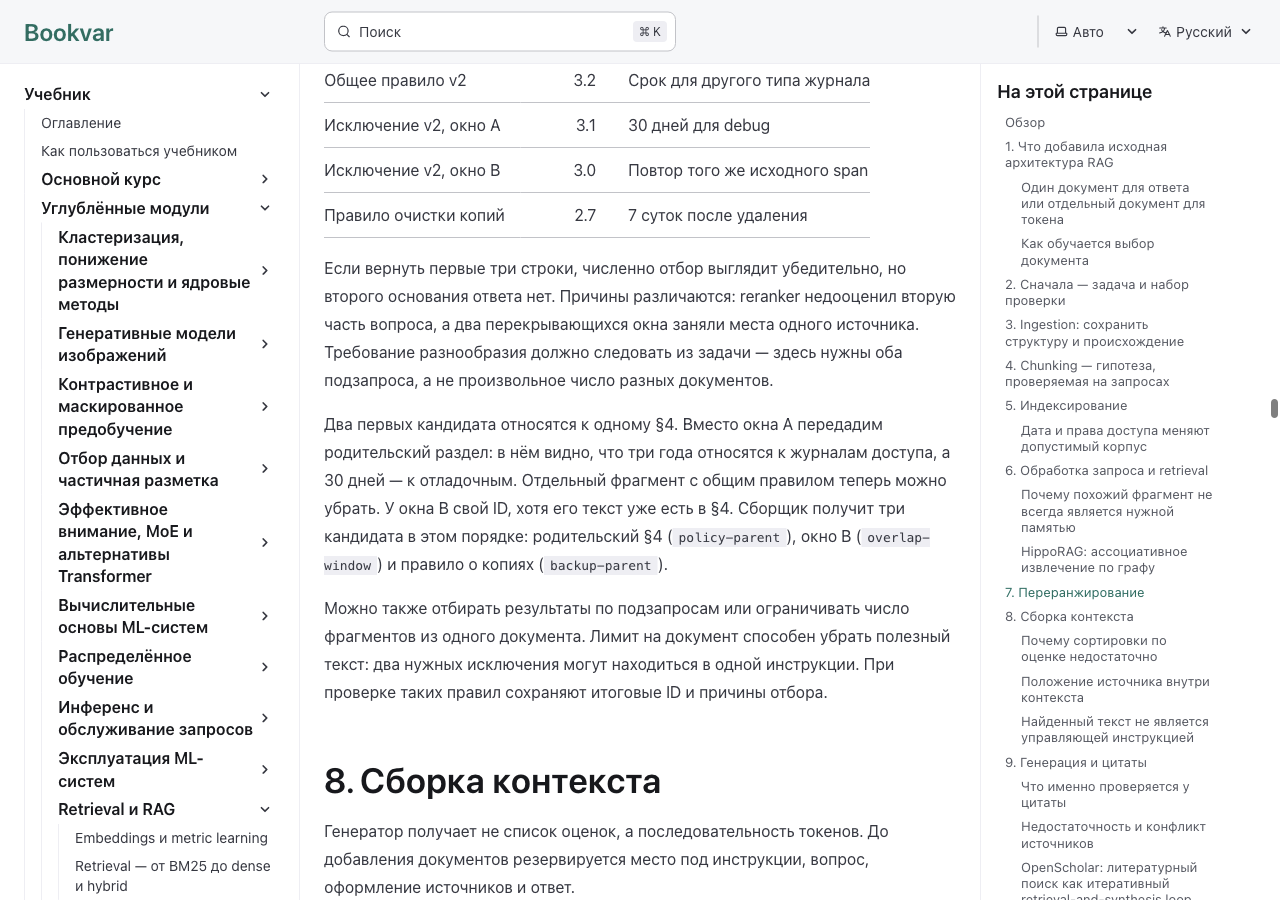 Bookvar
Поиск
⌘ K
Авто
Русский
Учебник
Оглавление
Как пользоваться учебником
Основной курс
Углублённые модули
Кластеризация,
понижение
размерности и ядровые
методы
Генеративные модели
изображений
Контрастивное и
маскированное
предобучение
Отбор данных и
частичная разметка
Эффективное
внимание, MoE и
альтернативы
Transformer
Вычислительные
основы ML-систем
Распределённое
обучение
Инференс и
обслуживание запросов
Эксплуатация ML-
систем
Retrieval и RAG
Embeddings и metric learning
Retrieval — от BM25 до dense
и hybrid
Общее правило v2 3.2 Срок для другого типа журнала
Исключение v2, окно A 3.1 30 дней для debug
Исключение v2, окно B 3.0 Повтор того же исходного span
Правило очистки копий 2.7 7 суток после удаления
Если вернуть первые три строки, численно отбор выглядит убедительно, но
второго основания ответа нет. Причины различаются: reranker недооценил вторую
часть вопроса, а два перекрывающихся окна заняли места одного источника.
Требование разнообразия должно следовать из задачи — здесь нужны оба
подзапроса, а не произвольное число разных документов.
Два первых кандидата относятся к одному §4. Вместо окна A передадим
родительский раздел: в нём видно, что три года относятся к журналам доступа, а
30 дней — к отладочным. Отдельный фрагмент с общим правилом теперь можно
убрать. У окна B свой ID, хотя его текст уже есть в §4. Сборщик получит три
кандидата в этом порядке: родительский §4 (policy-parent), окно B (overlap-
window) и правило о копиях (backup-parent).
Можно также отбирать результаты по подзапросам или ограничивать число
фрагментов из одного документа. Лимит на документ способен убрать полезный
текст: два нужных исключения могут находиться в одной инструкции. При
проверке таких правил сохраняют итоговые ID и причины отбора.
8. Сборка контекста
Генератор получает не список оценок, а последовательность токенов. До
добавления документов резервируется место под инструкции, вопрос,
оформление источников и ответ.
На этой странице
Обзор
1. Что добавила исходная
архитектура RAG
Один документ для ответа
или отдельный документ для
токена
Как обучается выбор
документа
2. Сначала — задача и набор
проверки
3. Ingestion: сохранить
структуру и происхождение
4. Chunking — гипотеза,
проверяемая на запросах
5. Индексирование
Дата и права доступа меняют
допустимый корпус
6. Обработка запроса и retrieval
Почему похожий фрагмент не
всегда является нужной
памятью
HippoRAG: ассоциативное
извлечение по графу
7. Переранжирование
8. Сборка контекста
Почему сортировки по
оценке недостаточно
Положение источника внутри
контекста
Найденный текст не является
управляющей инструкцией
9. Генерация и цитаты
Что именно проверяется у
цитаты
Недостаточность и конфликт
источников
OpenScholar: литературный
поиск как итеративный
retrieval-and-synthesis loop